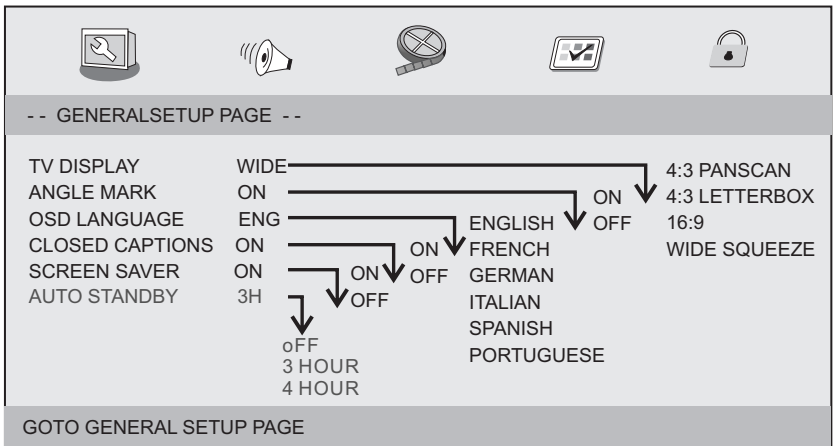 - - GENERALSETUP PAGE - -
TV DISPLAY WIDE
ANGLE MARK ON
OSD LANGUAGE ENG
CLOSED CAPTIONS ON
SCREEN SAVER ON
AUTO STANDBY 3H
oFF
3 HOUR
4 HOUR
ON
OFF
ON
OFF
ENGLISH
FRENCH
GERMAN
ITALIAN
SPANISH
PORTUGUESE
ON
OFF
4:3 PANSCAN
4:3 LETTERBOX
16:9
WIDE SQUEEZE
GOTO GENERAL SETUP PAGE